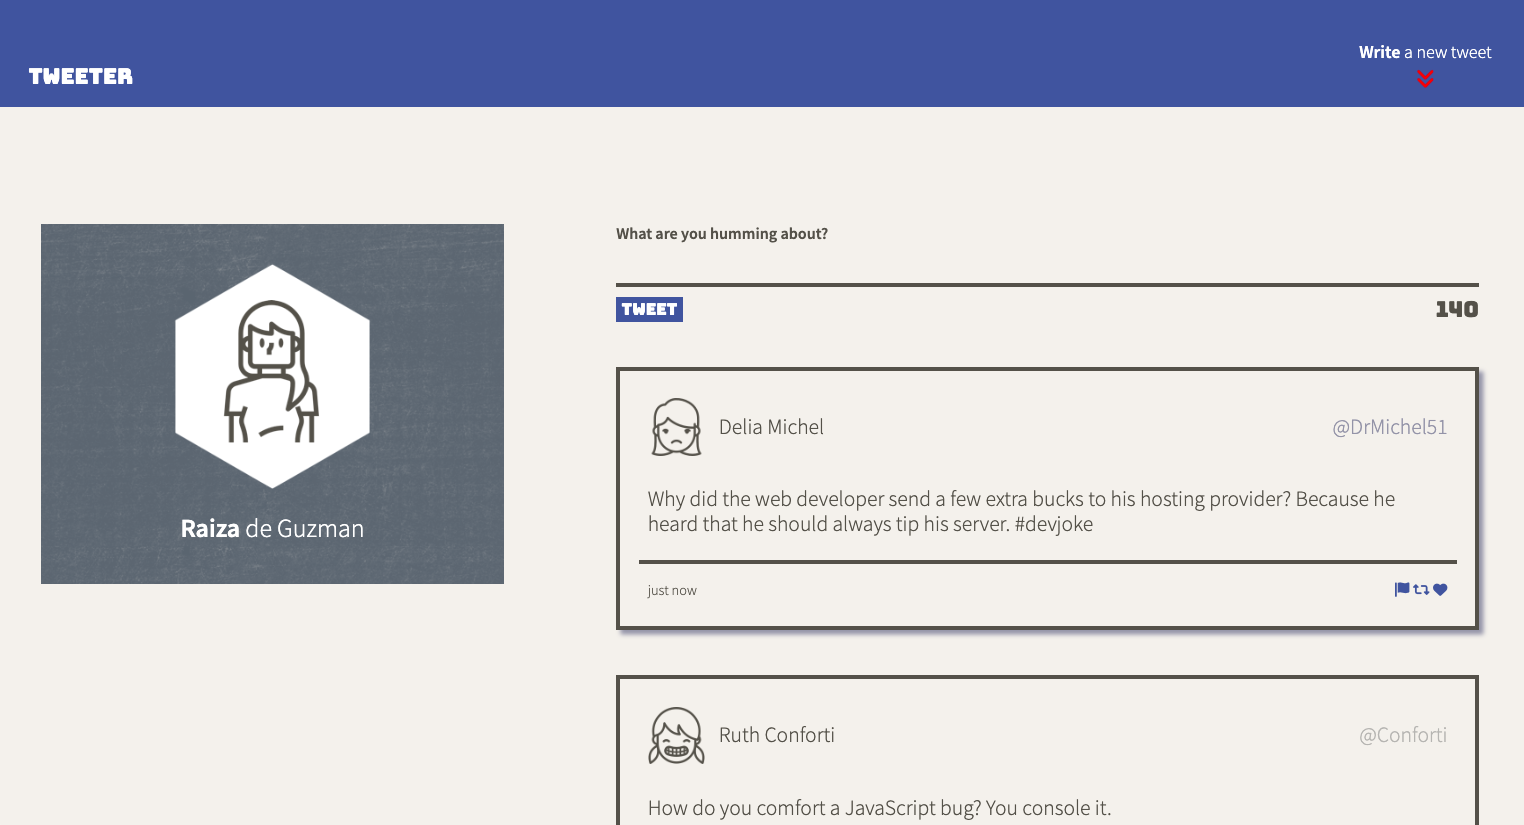 TWEETER
Write a new tweet
Raiza de Guzman
What are you humming about?
TWEET
140
Delia Michel
@DrMichel51
Why did the web developer send a few extra bucks to his hosting provider? Because he
heard that he should always tip his server. #devjoke
just now
Ruth Conforti
@Conforti
How do you comfort a JavaScript bug? You console it.